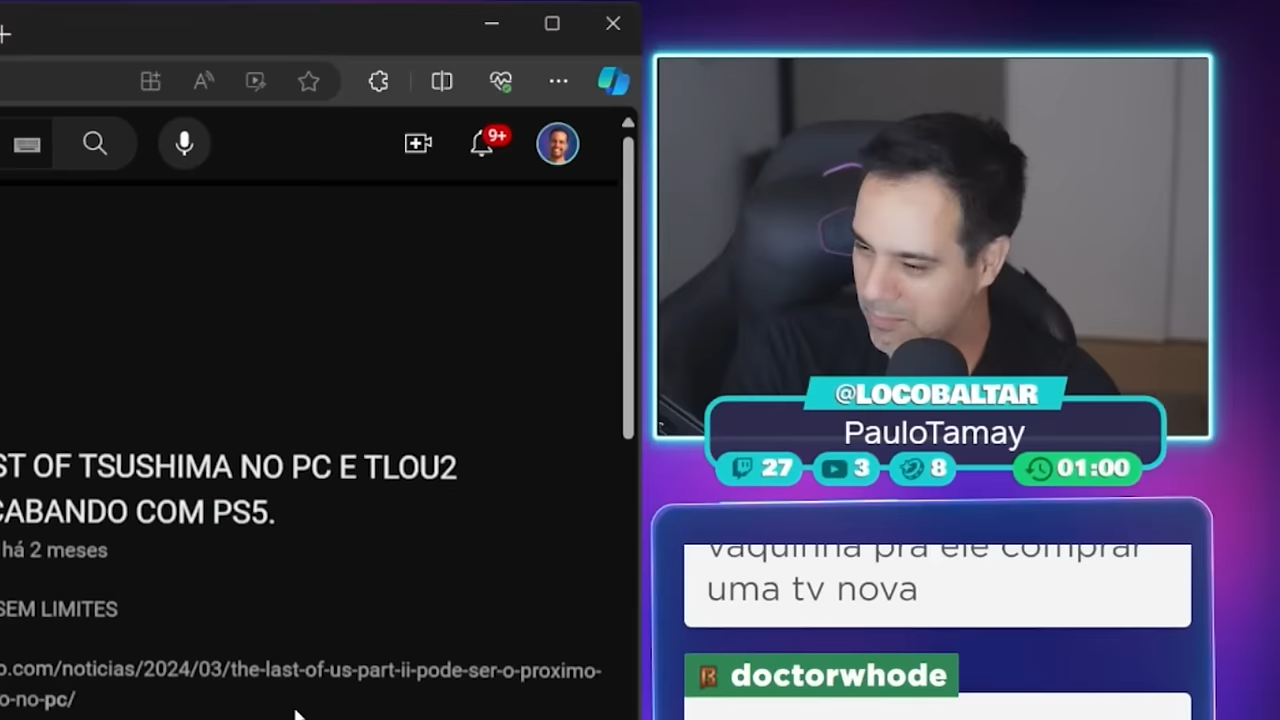 9+
ST OF TSUSHIMA NO PC E TLOU2
CABANDO COM PS5.
há 2 meses
SEM LIMITES
o.com/noticias/2024/03/the-last-of-us-part-ii-pode-ser-o-proximo-
o-no-pc/
@LOCOBALTAR
PauloTamay
27 3 8 01:00
vaquinha pra ele comprar
uma tv nova
doctorwhode